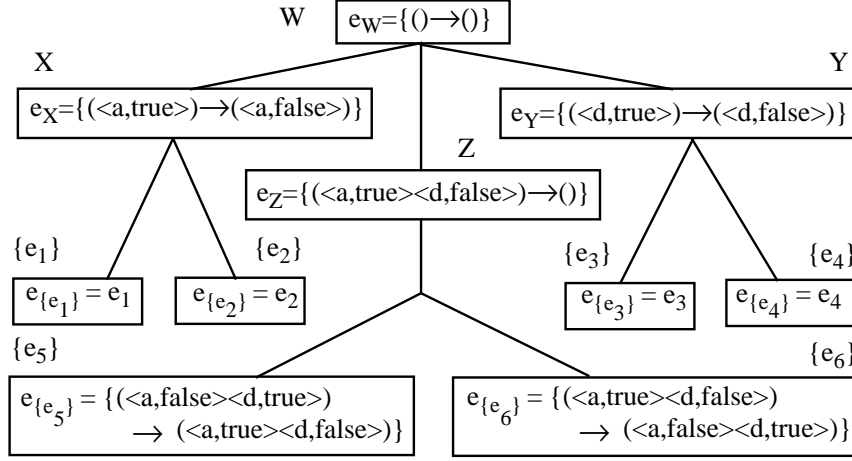 W
e_W={()→()}
X
Y
e_X={(<a,true>)→(<a,false>)}
e_Y={(<d,true>)→(<d,false>)}
Z
e_Z={(<a,true><d,false>)→()}
{e_1}
{e_2}
{e_3}
{e_4}
e_{e_1} = e_1
e_{e_2} = e_2
e_{e_3} = e_3
e_{e_4} = e_4
{e_5}
{e_6}
e_{e_5} = {(<a,false><d,true>)
→ (<a,true><d,false>)}
e_{e_6} = {(<a,true><d,false>)
→ (<a,false><d,true>)}